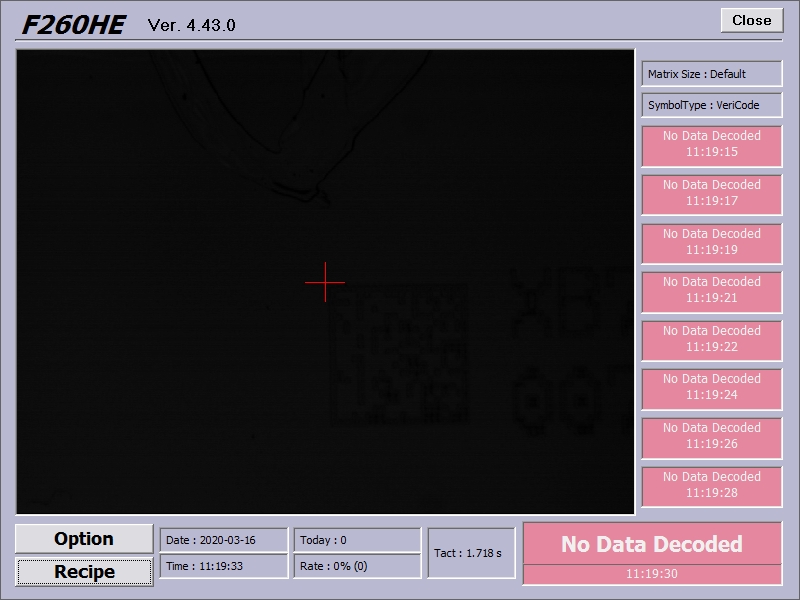 F260HE Ver. 4.43.0
Close
Matrix Size : Default
SymbolType : VeriCode
No Data Decoded
11:19:15
No Data Decoded
11:19:17
No Data Decoded
11:19:19
No Data Decoded
11:19:21
No Data Decoded
11:19:22
No Data Decoded
11:19:24
No Data Decoded
11:19:26
No Data Decoded
11:19:28
Option
Recipe
Date : 2020-03-16
Time : 11:19:33
Today : 0
Rate : 0% (0)
Tact : 1.718 s
No Data Decoded
11:19:30